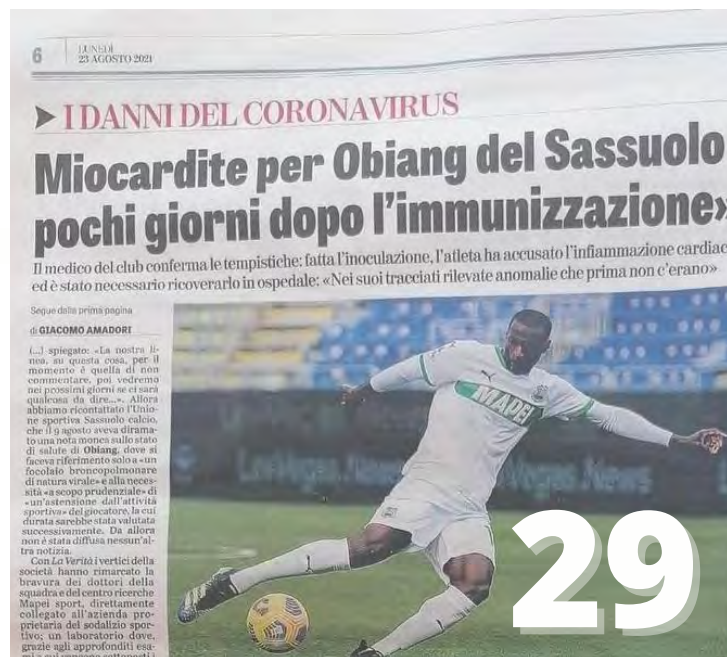 6
LUNEDÌ
23 AGOSTO 2021
I DANNI DEL CORONAVIRUS
Miocardite per Obiang del Sassuolo
pochi giorni dopo l'immunizzazione»
Il medico del club conferma le tempistiche: fatta l'inoculazione, l'atleta ha accusato l'infiammazione cardiac
ed è stato necessario ricoverarlo in ospedale: «Nei suoi tracciati rilevate anomalie che prima non c'erano»
Segue dalla prima pagina
di GIACOMO AMADORI
(...) spiegato: «La nostra li-
nea, su questa cosa, per il
momento è quella di non
commentare, poi vedremo
nei prossimi giorni se ci sarà
qualcosa da dire...». Allora
abbiamo ricontattato l'Unio-
ne sportiva Sassuolo calcio,
che il 9 agosto aveva dirama-
to una nota monca sullo stato
di salute di Obiang, dove si
faceva riferimento solo a «un
focolaio broncopolmonare
di natura virale» e alla neces-
sità «a scopo prudenziale» di
«un'astensione dall'attività
sportiva» del giocatore, la cui
durata sarebbe stata valutata
successivamente. Da allora
non è stata diffusa nessun'al-
tra notizia.
Con La Verità i vertici della
società hanno rimarcato la
bravura dei dottori della
squadra e del centro ricerche
Mapei sport, direttamente
collegato all'azienda pro-
prietaria del sodalizio spor-
tivo; un laboratorio dove,
grazie agli approfonditi esa-
MAPEI
LasVegas.News
Vegas.News
29